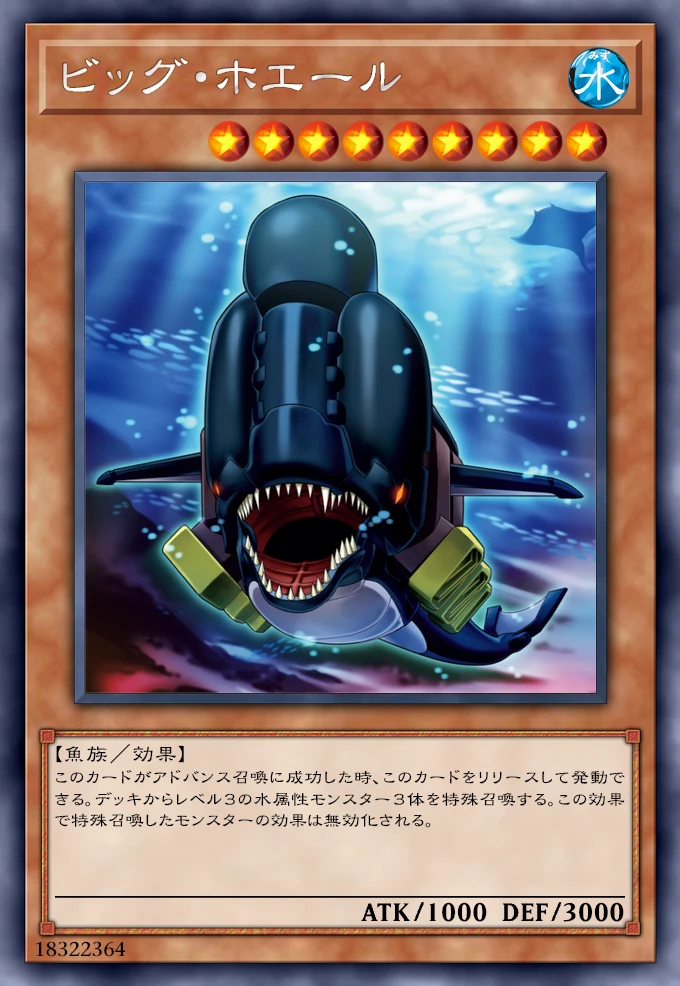 ビッグ・ホエール
みず
水
【魚族／効果】
このカードがアドバンス召喚に成功した時、このカードをリリースして発動で
きる。デッキからレベル３の水属性モンスター３体を特殊召喚する。この効果
で特殊召喚したモンスターの効果は無効化される。
ATK/1000 DEF/3000
18322364